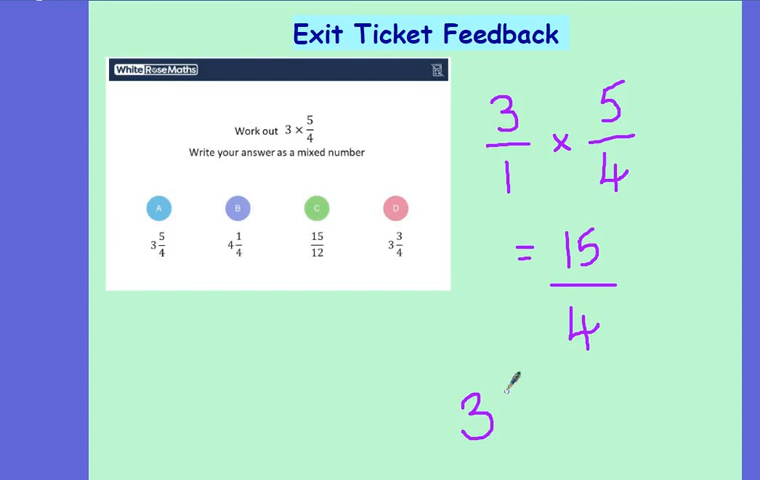 Exit Ticket Feedback
WhiteRoseMaths
Work out 3 × 5/4
Write your answer as a mixed number
A B C D
3 5/4 4 1/4 15/12 3 3/4
3/1 × 5/4
= 15/4
3